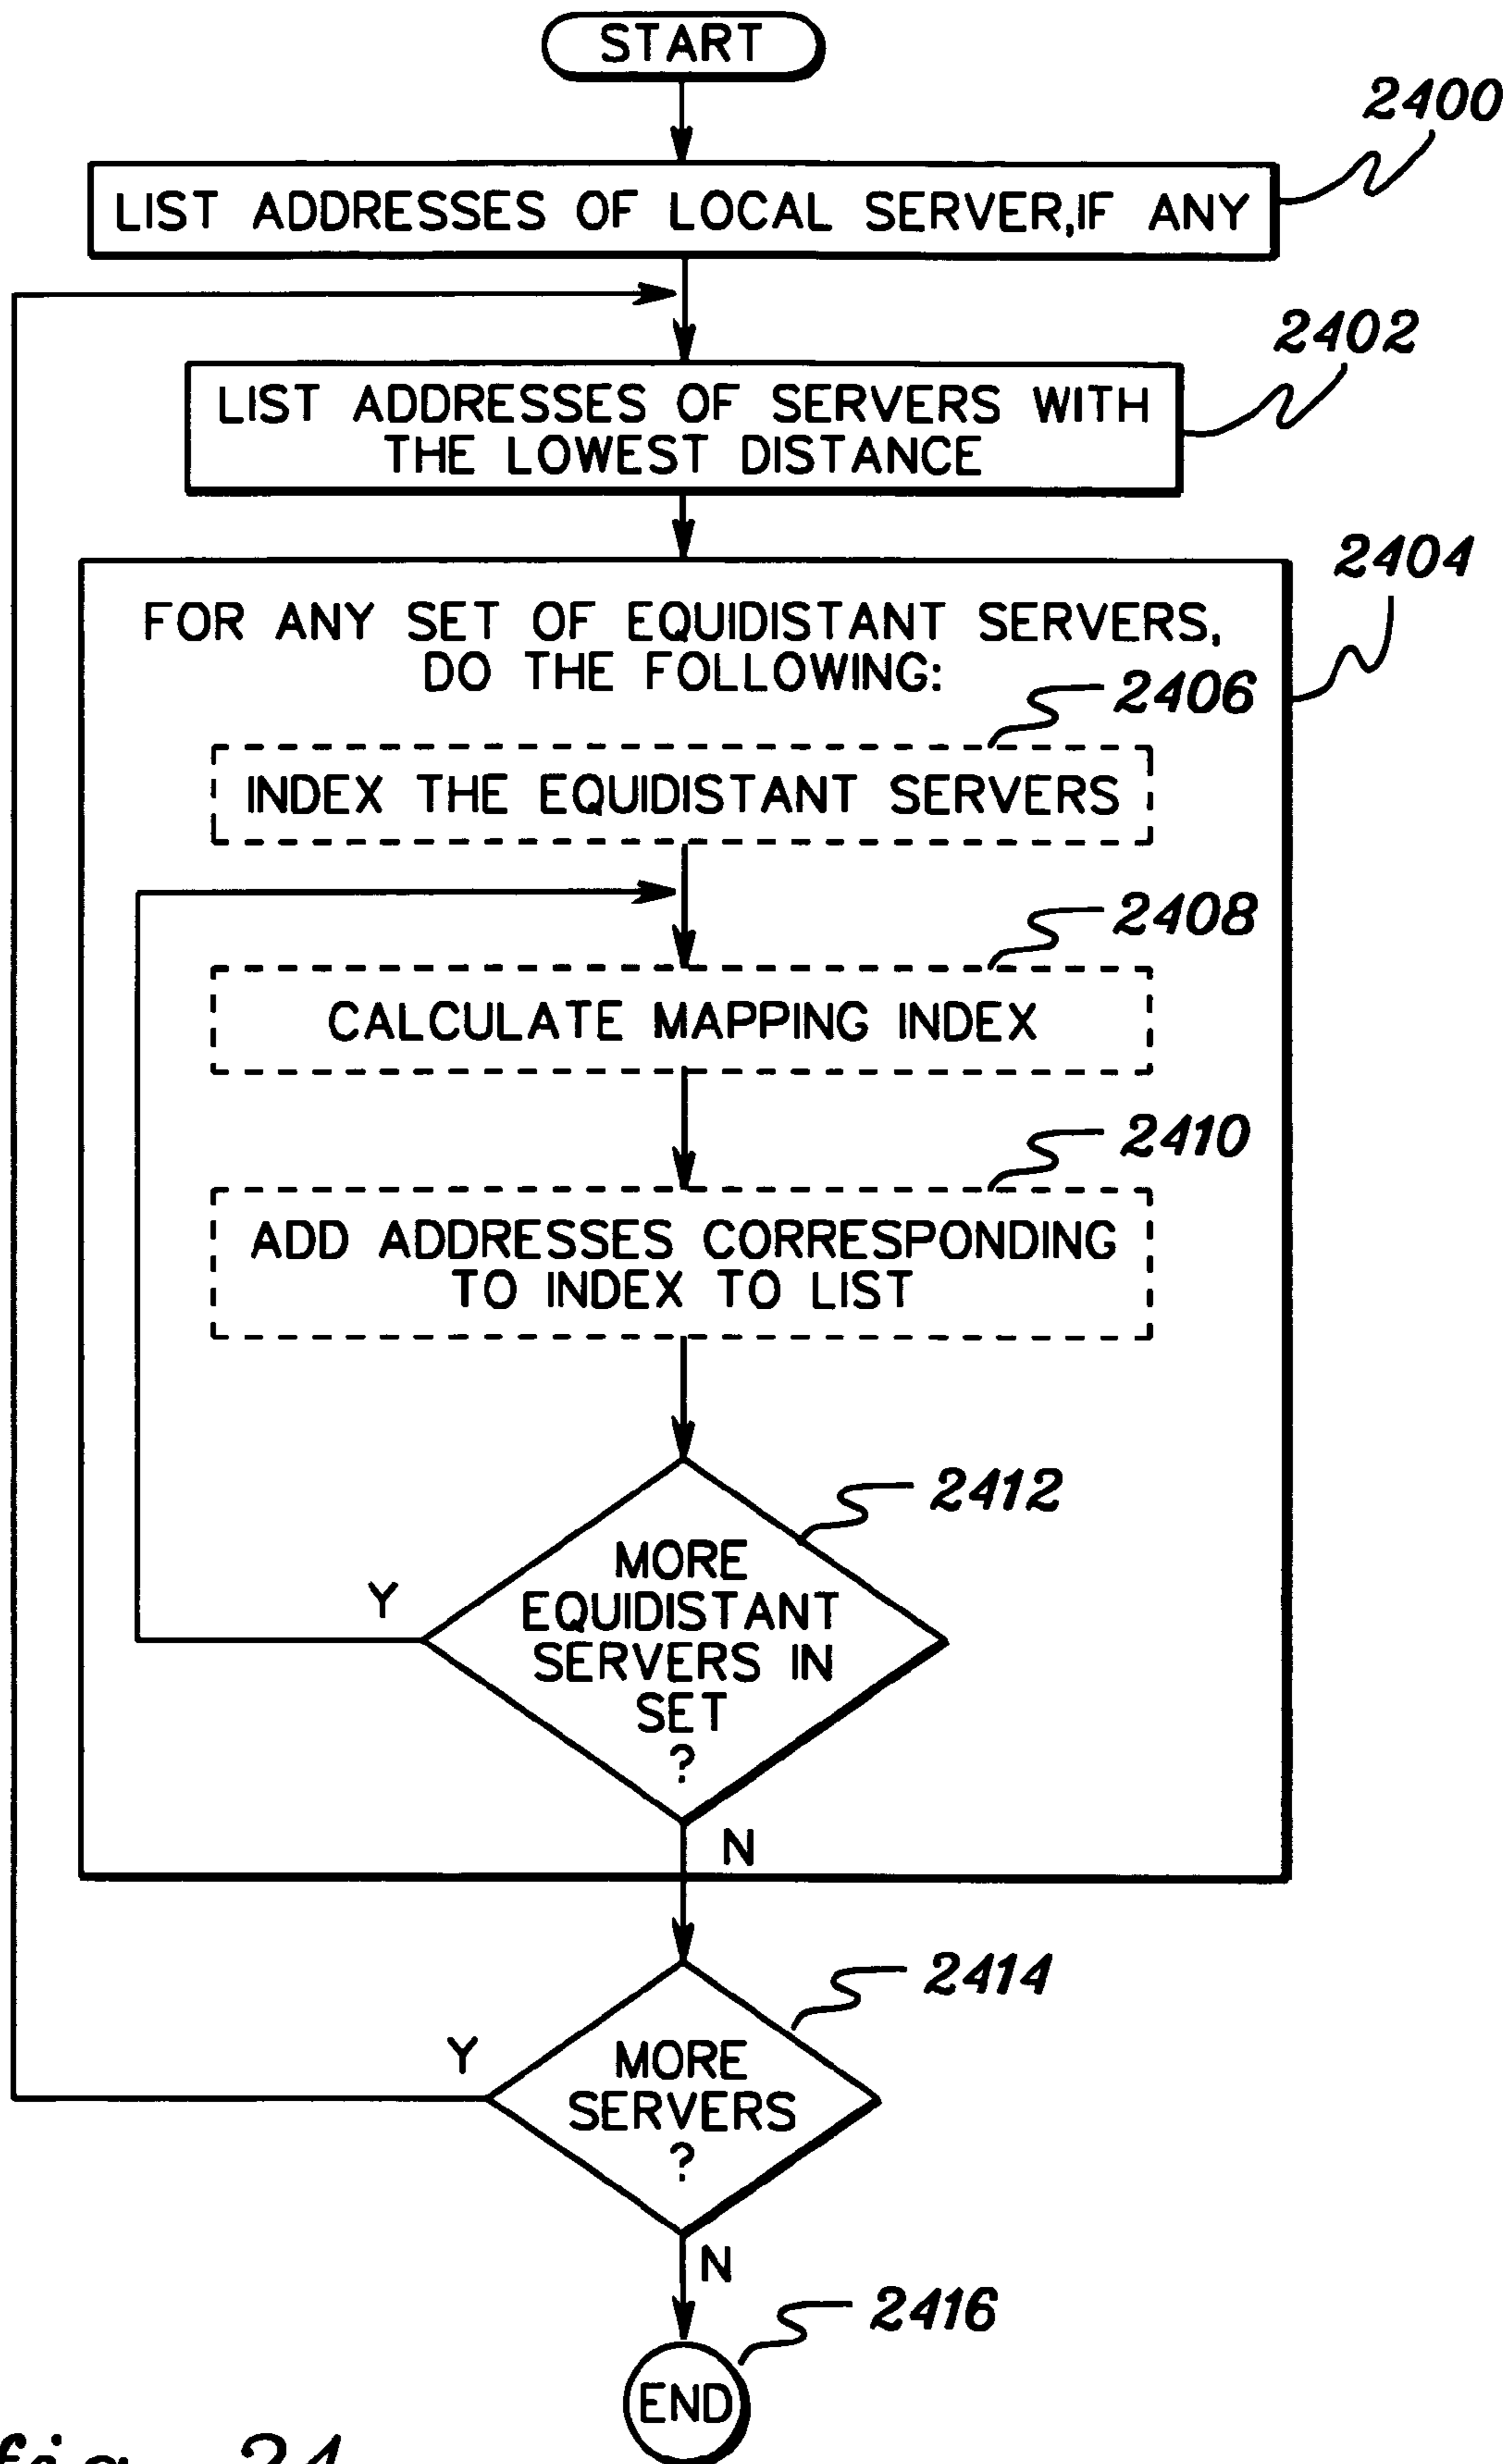 START
2400
LIST ADDRESSES OF LOCAL SERVER,IF ANY
2402
LIST ADDRESSES OF SERVERS WITH
THE LOWEST DISTANCE
2404
FOR ANY SET OF EQUIDISTANT SERVERS,
DO THE FOLLOWING:
2406
INDEX THE EQUIDISTANT SERVERS
2408
CALCULATE MAPPING INDEX
2410
ADD ADDRESSES CORRESPONDING
TO INDEX TO LIST
2412
MORE
EQUIDISTANT
SERVERS IN
SET
?
Y
N
2414
MORE
SERVERS
?
Y
N
2416
END
fig. 24